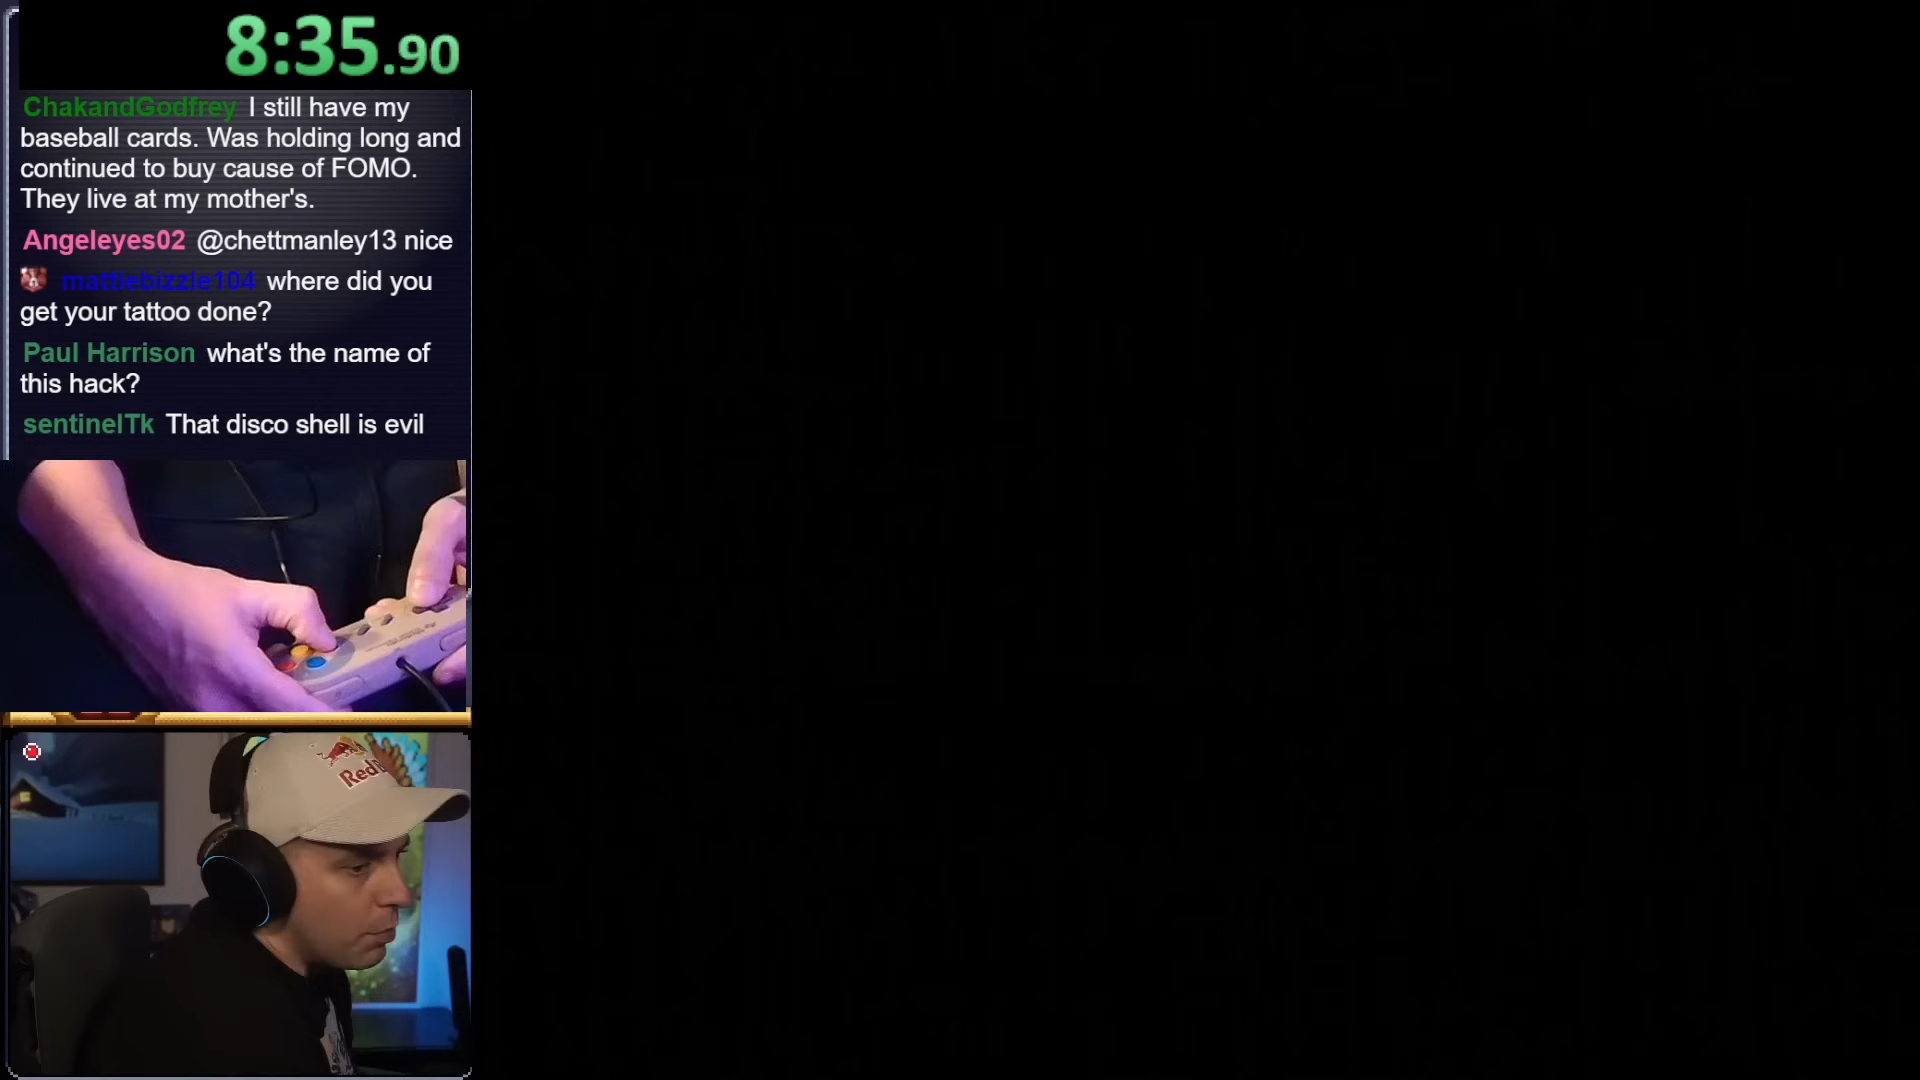 8:35.90
ChakandGodfrey I still have my
baseball cards. Was holding long and
continued to buy cause of FOMO.
They live at my mother's.
Angeleyes02 @chettmanley13 nice
mattiebizzle104 where did you
get your tattoo done?
Paul Harrison what's the name of
this hack?
sentinelTk That disco shell is evil